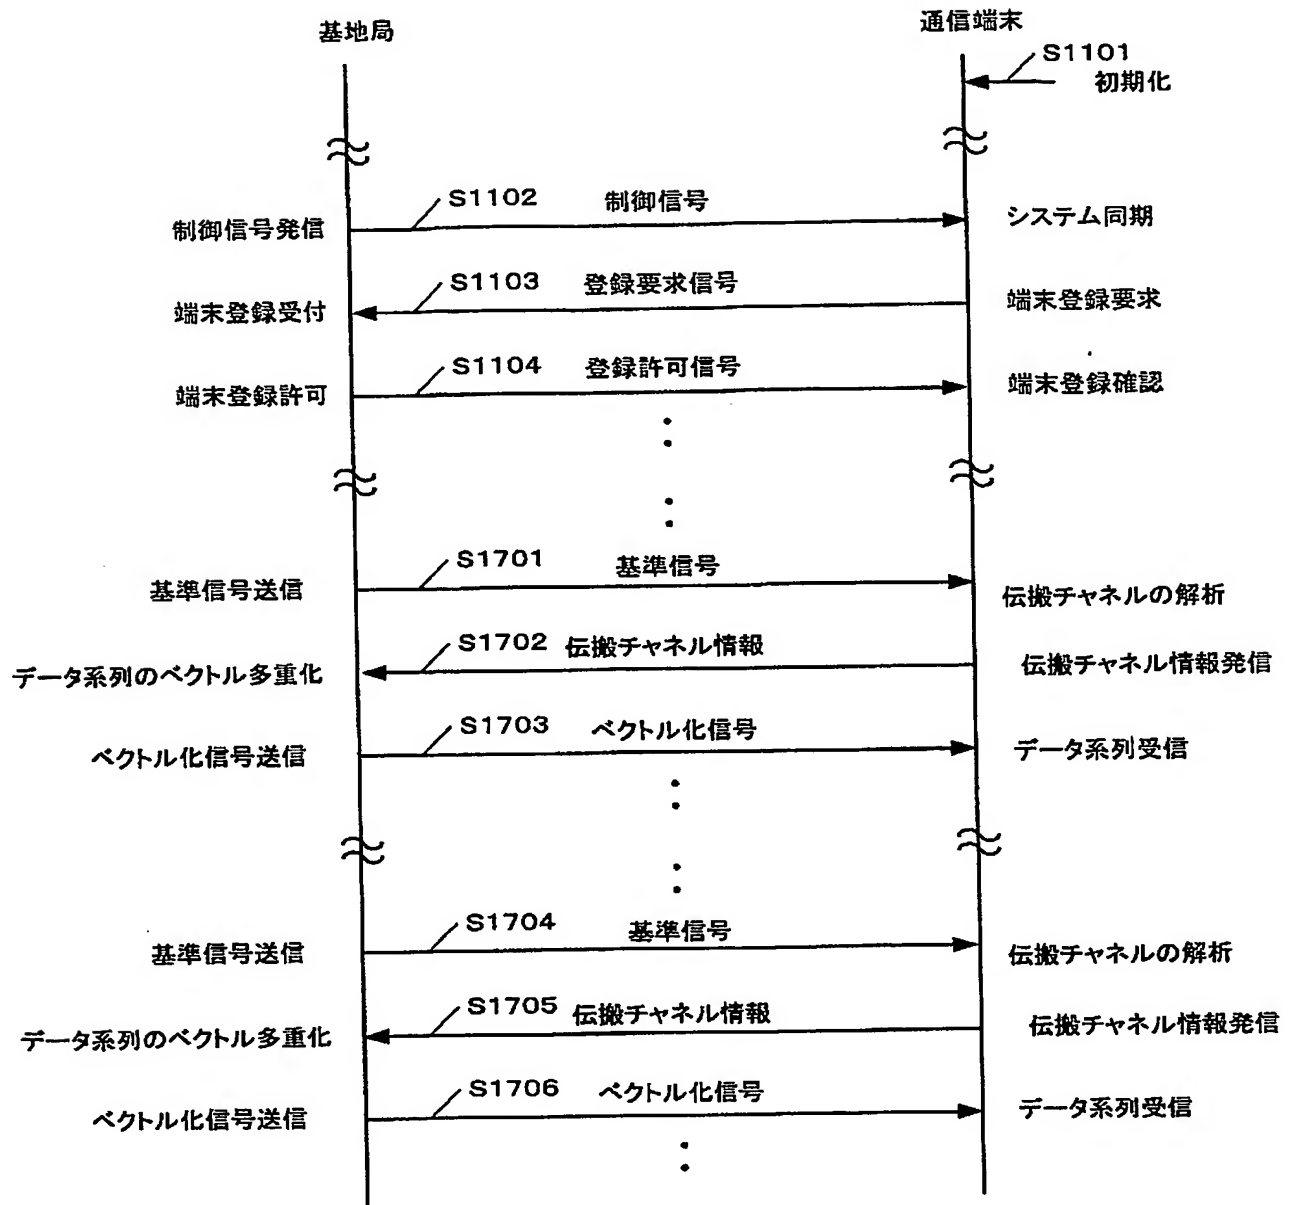 基地局
通信端末
S1101
初期化
S1102
制御信号
制御信号発信
システム同期
S1103
登録要求信号
端末登録受付
端末登録要求
S1104
登録許可信号
端末登録許可
端末登録確認
S1701
基準信号
基準信号送信
伝搬チャネルの解析
S1702
伝搬チャネル情報
データ系列のベクトル多重化
伝搬チャネル情報発信
S1703
ベクトル化信号
ベクトル化信号送信
データ系列受信
S1704
基準信号
基準信号送信
伝搬チャネルの解析
S1705
伝搬チャネル情報
データ系列のベクトル多重化
伝搬チャネル情報発信
S1706
ベクトル化信号
ベクトル化信号送信
データ系列受信